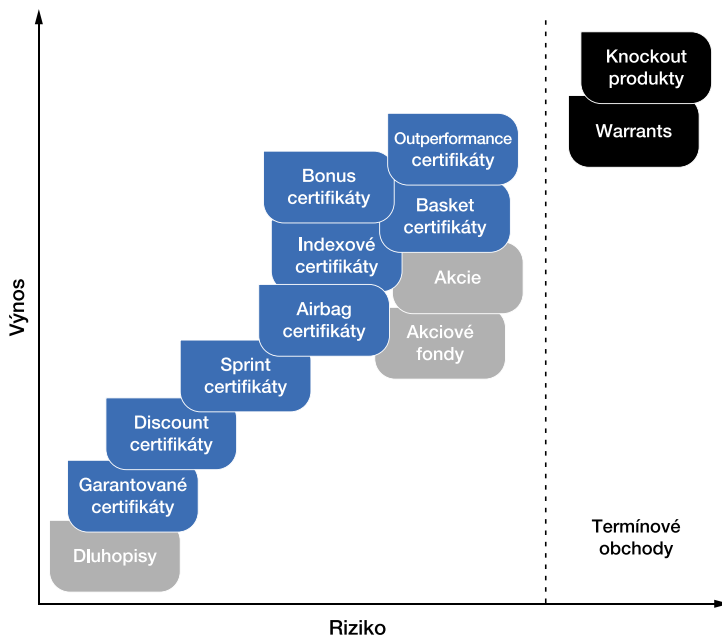 Knockout
produkty
Warrants
Outperformance
certifikáty
Bonus
certifikáty
Basket
certifikáty
Indexové
certifikáty
Akcie
Airbag
certifikáty
Akciové
fondy
Sprint
certifikáty
Discount
certifikáty
Garantované
certifikáty
Dluhopisy
Termínové
obchody
Výnos
Riziko